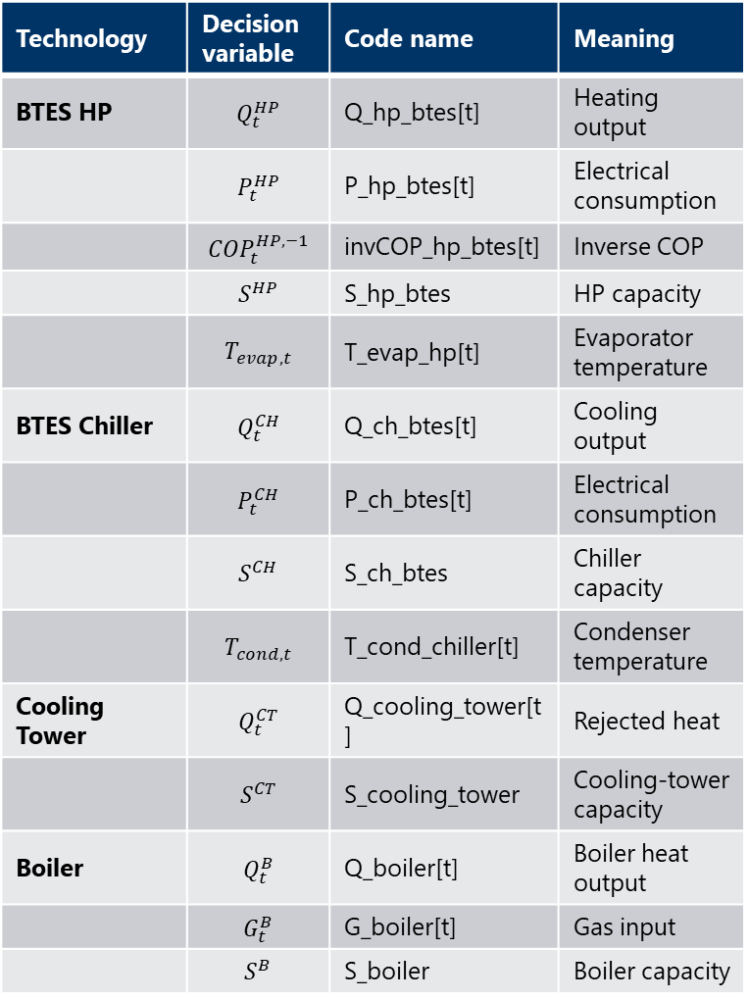 Technology Decision variable Code name Meaning
BTES HP Q_t^{HP} Q_hp_btes[t] Heating output
P_t^{HP} P_hp_btes[t] Electrical consumption
COP_t^{HP,−1} invCOP_hp_btes[t] Inverse COP
S^{HP} S_hp_btes HP capacity
T_{evap,t} T_evap_hp[t] Evaporator temperature
BTES Chiller Q_t^{CH} Q_ch_btes[t] Cooling output
P_t^{CH} P_ch_btes[t] Electrical consumption
S^{CH} S_ch_btes Chiller capacity
T_{cond,t} T_cond_chiller[t] Condenser temperature
Cooling Tower Q_t^{CT} Q_cooling_tower[t] Rejected heat
S^{CT} S_cooling_tower Cooling-tower capacity
Boiler Q_t^{B} Q_boiler[t] Boiler heat output
G_t^{B} G_boiler[t] Gas input
S^{B} S_boiler Boiler capacity